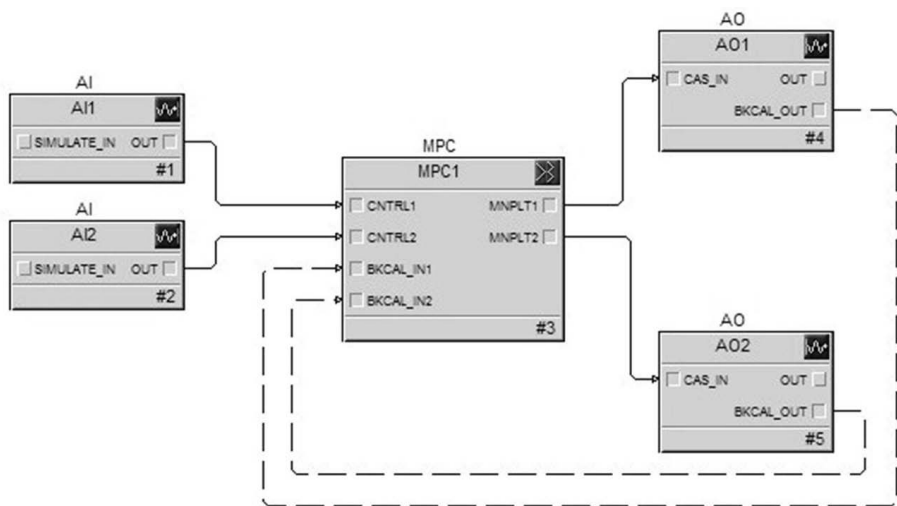 AI
AI1
SIMULATE_IN OUT
#1
AI
AI2
SIMULATE_IN OUT
#2
MPC
MPC1
CNTRL1 MNPLT1
CNTRL2 MNPLT2
BKCAL_IN1
BKCAL_IN2
#3
AO
AO1
CAS_IN OUT
BKCAL_OUT
#4
AO
AO2
CAS_IN OUT
BKCAL_OUT
#5